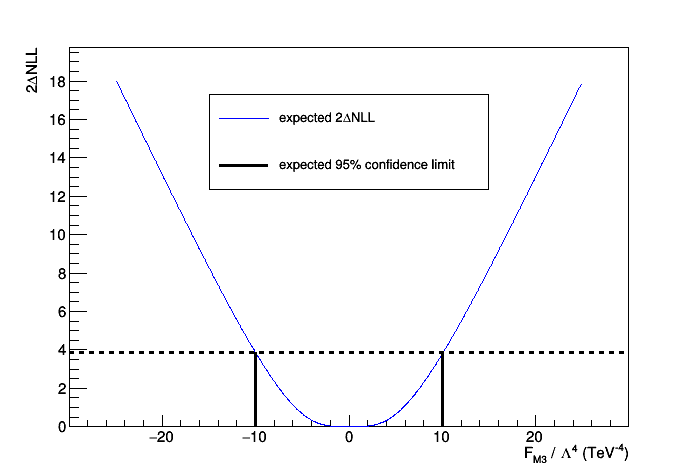 2ΔNLL
18
16
14
12
10
8
6
4
2
0
expected 2ΔNLL
expected 95% confidence limit
−20 −10 0 10 20
F_M3 / Λ^4 (TeV^-4)